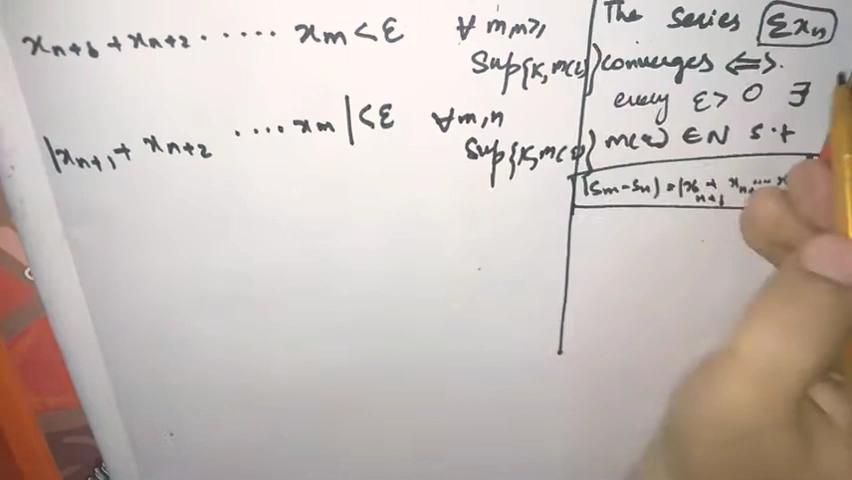 xn+1 + xn+2 ..... xm < ε ∀ m,n ≥
Sup{K, m(ε)}
|xn+1 + xn+2 .... xm| < ε ∀ m,n
Sup{K, m(ε)}
The series Σxn
converges ⟺
every ε > 0 ∃
m(ε) ∈ N s.t
|sm - sn| = |xn+1 + xn+2 ....